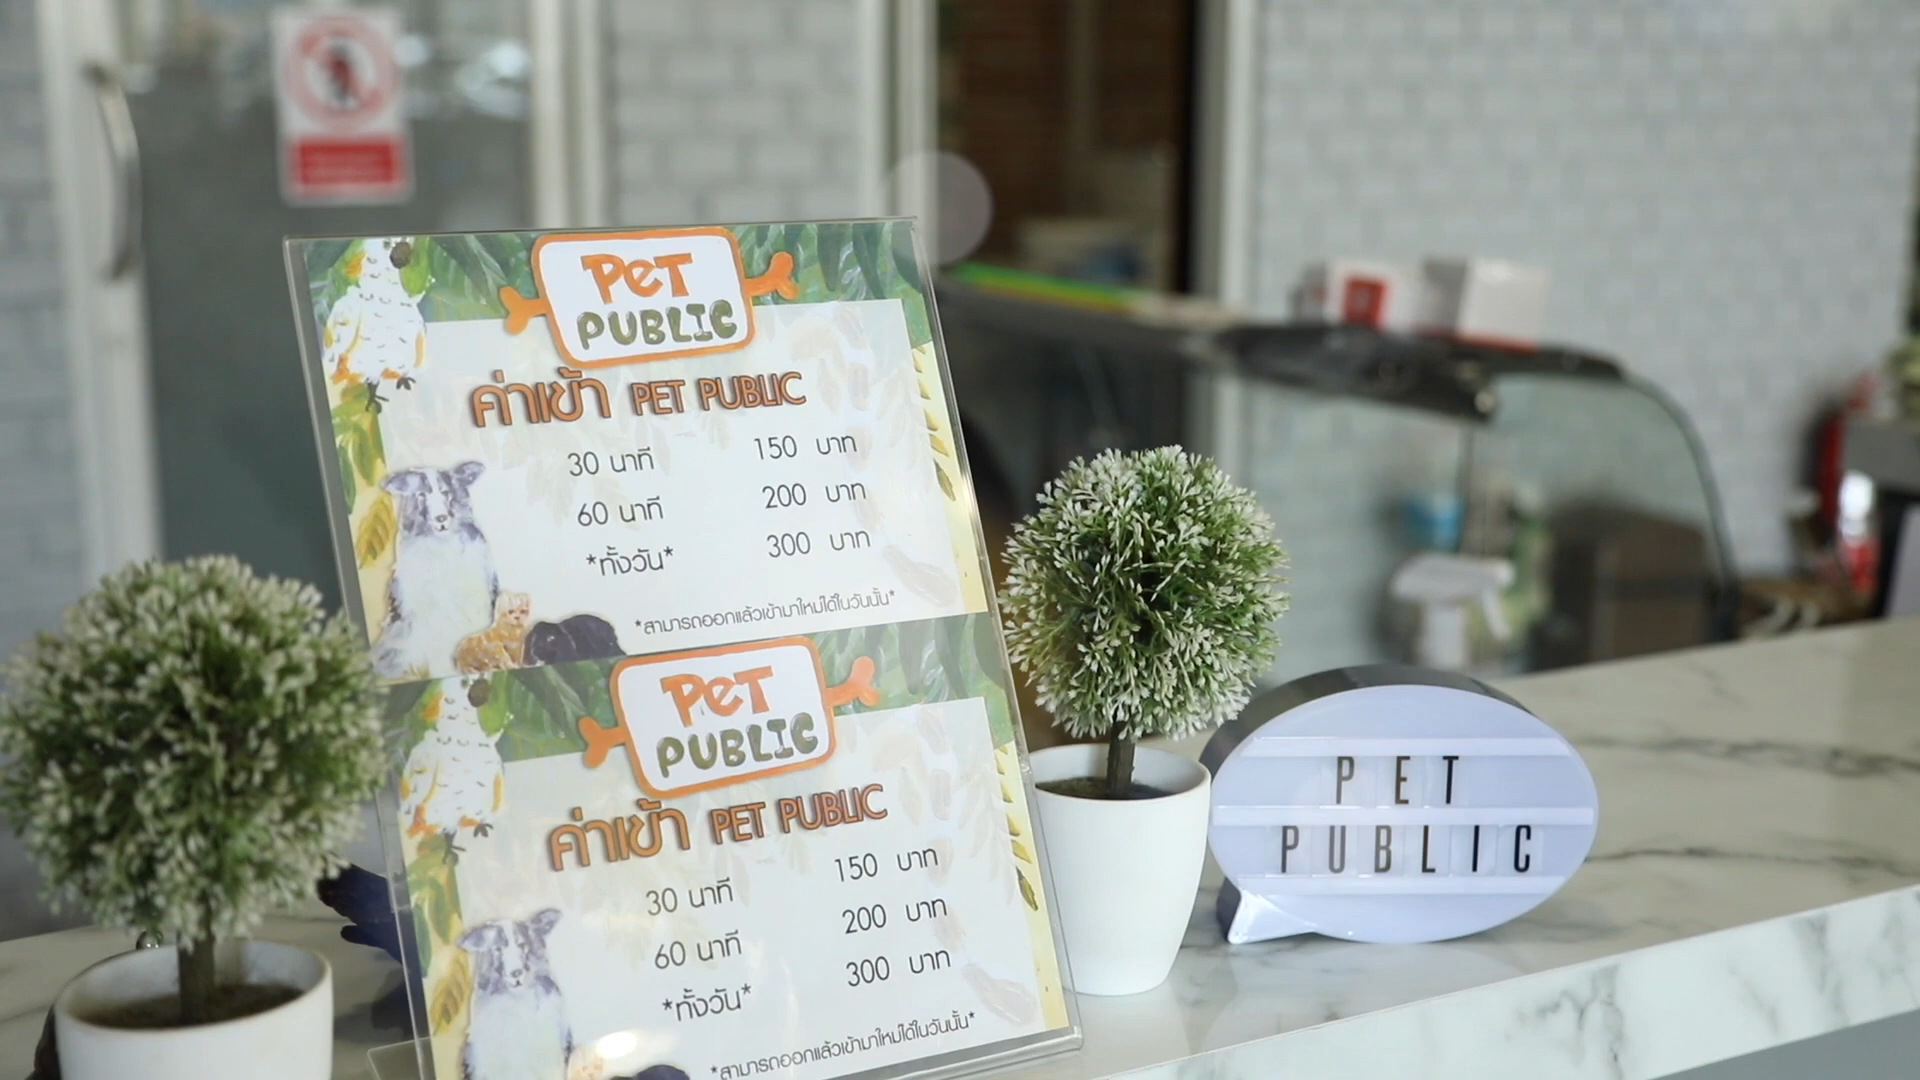 PET
PUBLIC
ค่าเข้า PET PUBLIC
30 นาที 150 บาท
60 นาที 200 บาท
*ทั้งวัน* 300 บาท
*สามารถออกแล้วเข้ามาใหม่ได้ในวันนั้น*
PET
PUBLIC
ค่าเข้า PET PUBLIC
30 นาที 150 บาท
60 นาที 200 บาท
*ทั้งวัน* 300 บาท
*สามารถออกแล้วเข้ามาใหม่ได้ในวันนั้น*
PET
PUBLIC